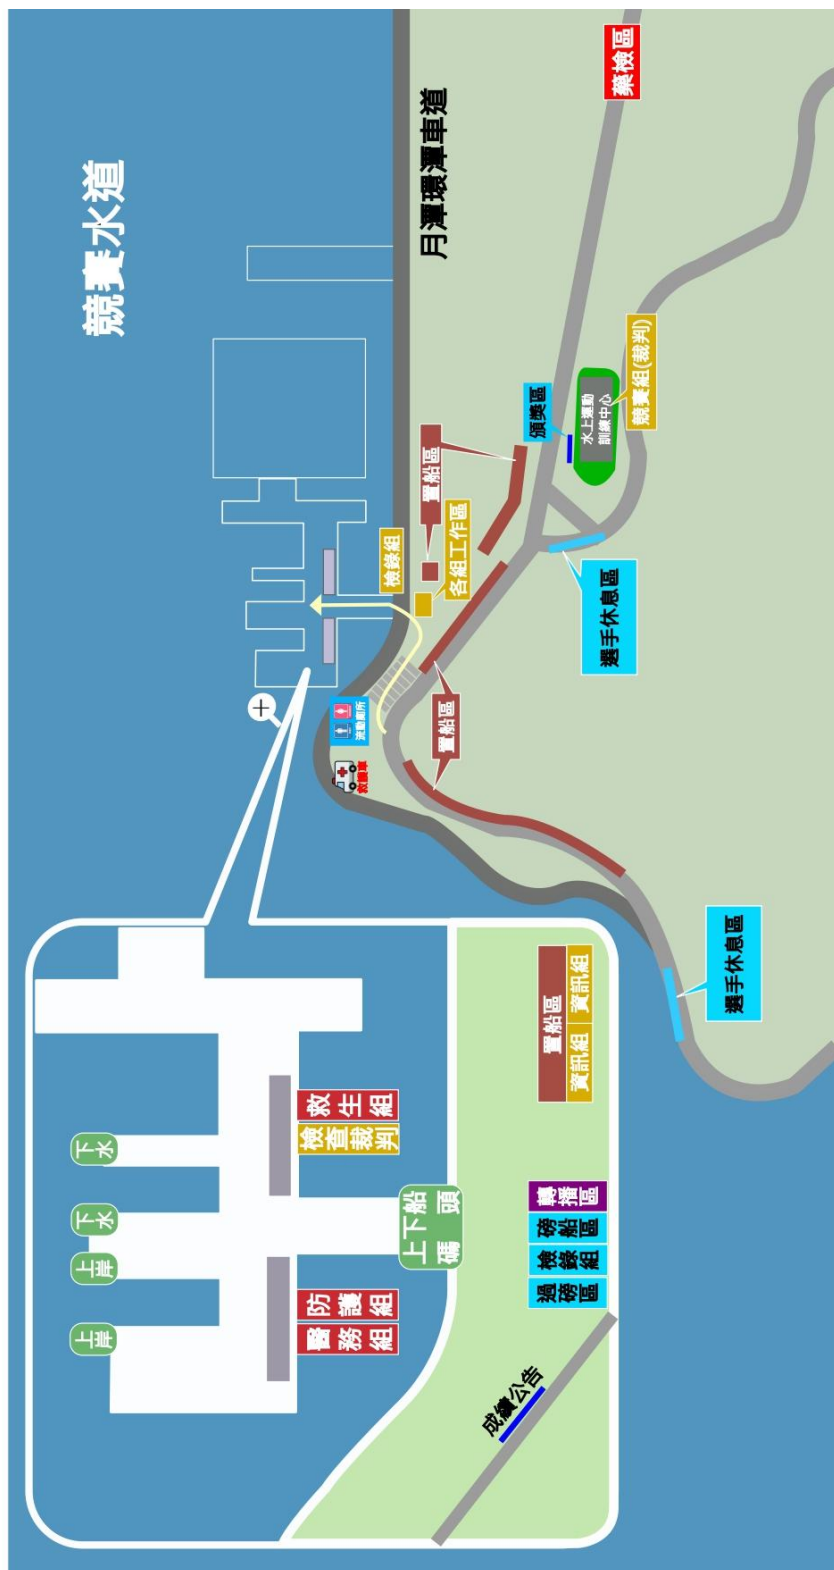 競賽水道
上岸
上岸
下水
下水
醫務組
防護組
檢查裁判
救生組
上下船
碼頭
成績公告
過磅區
檢錄組
磅船區
轉播區
置船區
資訊組
資訊組
救護車
流動廁所
檢錄組
月潭環潭車道
各組工作區
置船區
置船區
頒獎區
水上運動
訓練中心
競賽組(裁判)
選手休息區
選手休息區
藥檢區